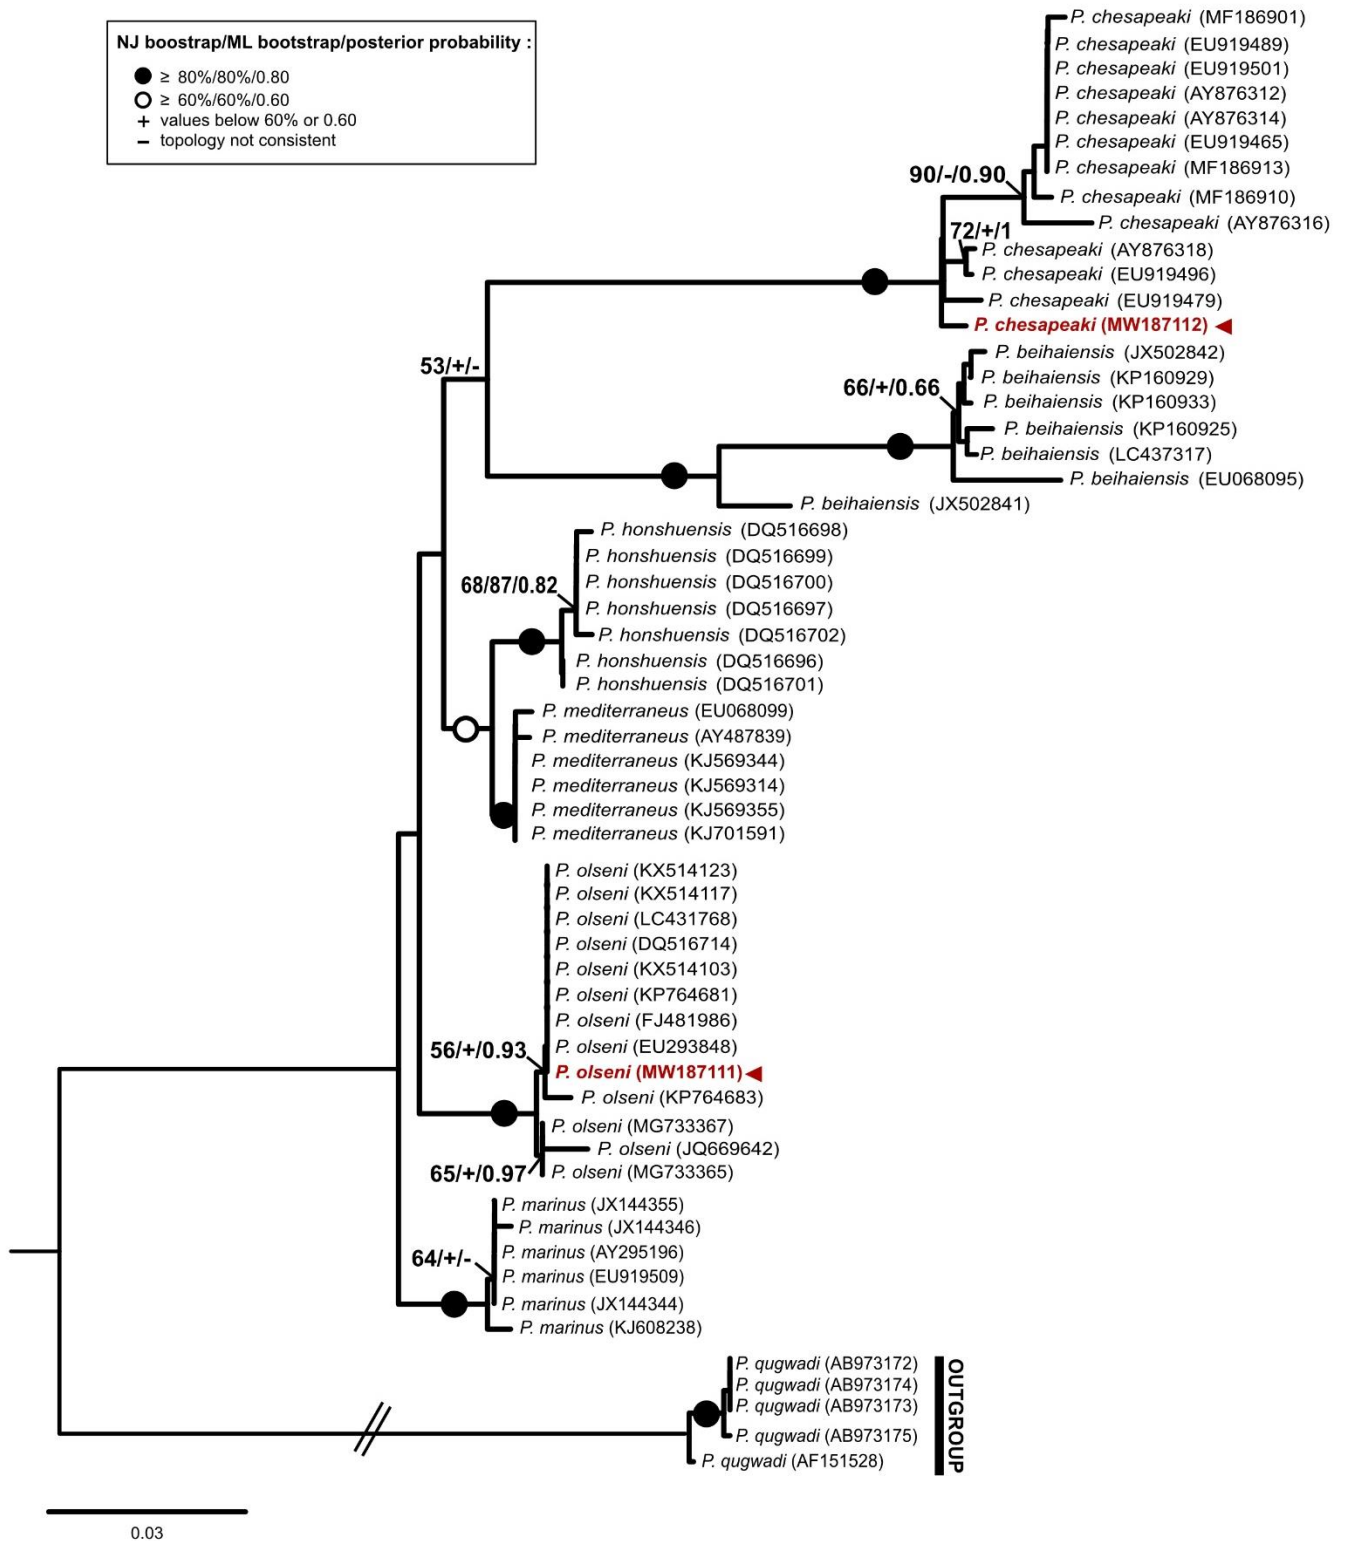 NJ boostrap/ML bootstrap/posterior probability :
≥ 80%/80%/0.80
≥ 60%/60%/0.60
+ values below 60% or 0.60
− topology not consistent
P. chesapeaki (MF186901)
P. chesapeaki (EU919489)
P. chesapeaki (EU919501)
P. chesapeaki (AY876312)
P. chesapeaki (AY876314)
P. chesapeaki (EU919465)
P. chesapeaki (MF186913)
90/-/0.90
P. chesapeaki (MF186910)
P. chesapeaki (AY876316)
72/+/1
P. chesapeaki (AY876318)
P. chesapeaki (EU919496)
P. chesapeaki (EU919479)
P. chesapeaki (MW187112)
53/+/-
P. beihaiensis (JX502842)
P. beihaiensis (KP160929)
66/+/0.66
P. beihaiensis (KP160933)
P. beihaiensis (KP160925)
P. beihaiensis (LC437317)
P. beihaiensis (EU068095)
P. beihaiensis (JX502841)
P. honshuensis (DQ516698)
P. honshuensis (DQ516699)
P. honshuensis (DQ516700)
68/87/0.82
P. honshuensis (DQ516697)
P. honshuensis (DQ516702)
P. honshuensis (DQ516696)
P. honshuensis (DQ516701)
P. mediterraneus (EU068099)
P. mediterraneus (AY487839)
P. mediterraneus (KJ569344)
P. mediterraneus (KJ569314)
P. mediterraneus (KJ569355)
P. mediterraneus (KJ701591)
P. olseni (KX514123)
P. olseni (KX514117)
P. olseni (LC431768)
P. olseni (DQ516714)
P. olseni (KX514103)
P. olseni (KP764681)
P. olseni (FJ481986)
P. olseni (EU293848)
56/+/0.93
P. olseni (MW187111)
P. olseni (KP764683)
P. olseni (MG733367)
P. olseni (JQ669642)
P. olseni (MG733365)
65/+/0.97
P. marinus (JX144355)
P. marinus (JX144346)
P. marinus (AY295196)
64/+/-
P. marinus (EU919509)
P. marinus (JX144344)
P. marinus (KJ608238)
P. qugwadi (AB973172)
P. qugwadi (AB973174)
P. qugwadi (AB973173)
P. qugwadi (AB973175)
P. qugwadi (AF151528)
OUTGROUP
0.03